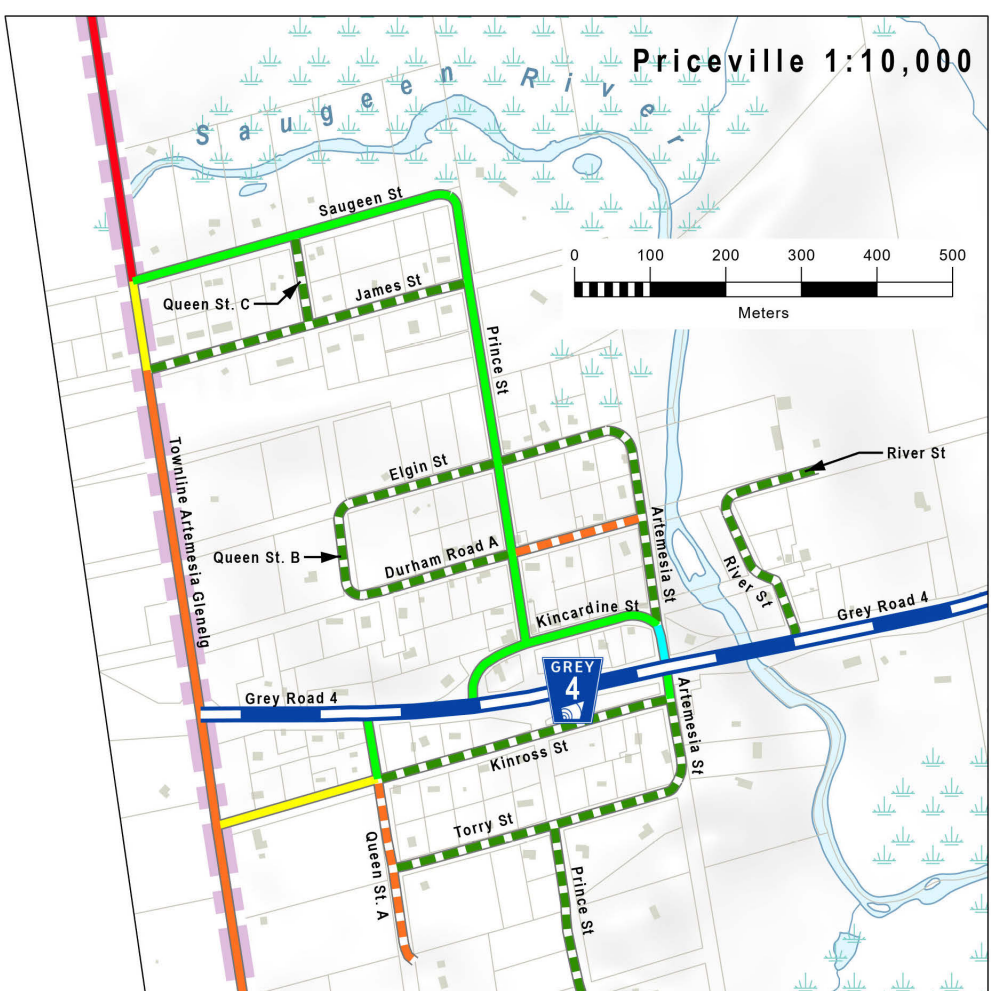 Priceville 1:10,000
Saugeen River
Saugeen St
0 100 200 300 400 500
Meters
Queen St. C
James St
Prince St
Elgin St
River St
Townline Artemesia Glenelg
Queen St. B
Durham Road A
Artemesia St
River St
Kincardine St
Grey Road 4
GREY
4
Grey Road 4
Artemesia St
Kinross St
Torry St
Queen St. A
Prince St